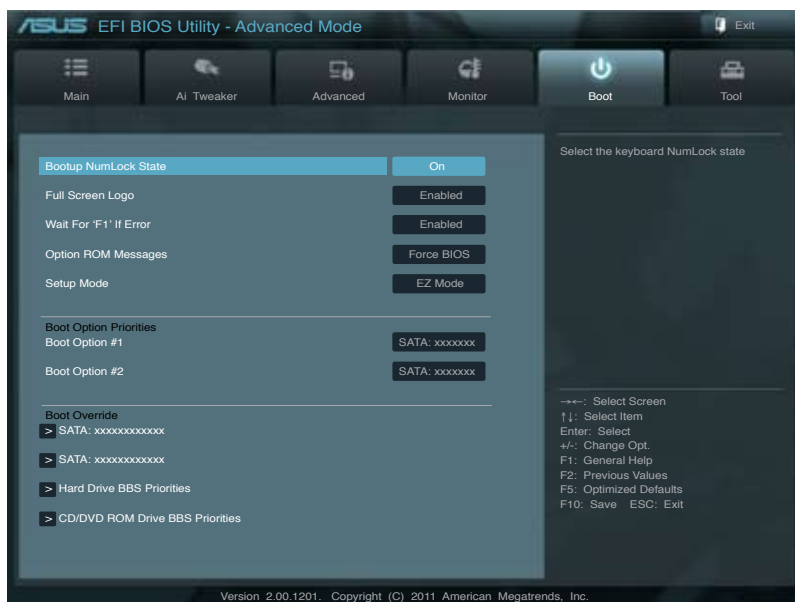 ASUS EFI BIOS Utility - Advanced Mode
Exit
Main
Ai Tweaker
Advanced
Monitor
Boot
Tool
Bootup NumLock State On
Full Screen Logo Enabled
Wait For ‘F1’ If Error Enabled
Option ROM Messages Force BIOS
Setup Mode EZ Mode
Boot Option Priorities
Boot Option #1 SATA: xxxxxxx
Boot Option #2 SATA: xxxxxxx
Boot Override
> SATA: xxxxxxxxxxxx
> SATA: xxxxxxxxxxxx
> Hard Drive BBS Priorities
> CD/DVD ROM Drive BBS Priorities
Select the keyboard NumLock state
→←: Select Screen
↑↓: Select Item
Enter: Select
+/-: Change Opt.
F1: General Help
F2: Previous Values
F5: Optimized Defaults
F10: Save ESC: Exit
Version 2.00.1201. Copyright (C) 2011 American Megatrends, Inc.